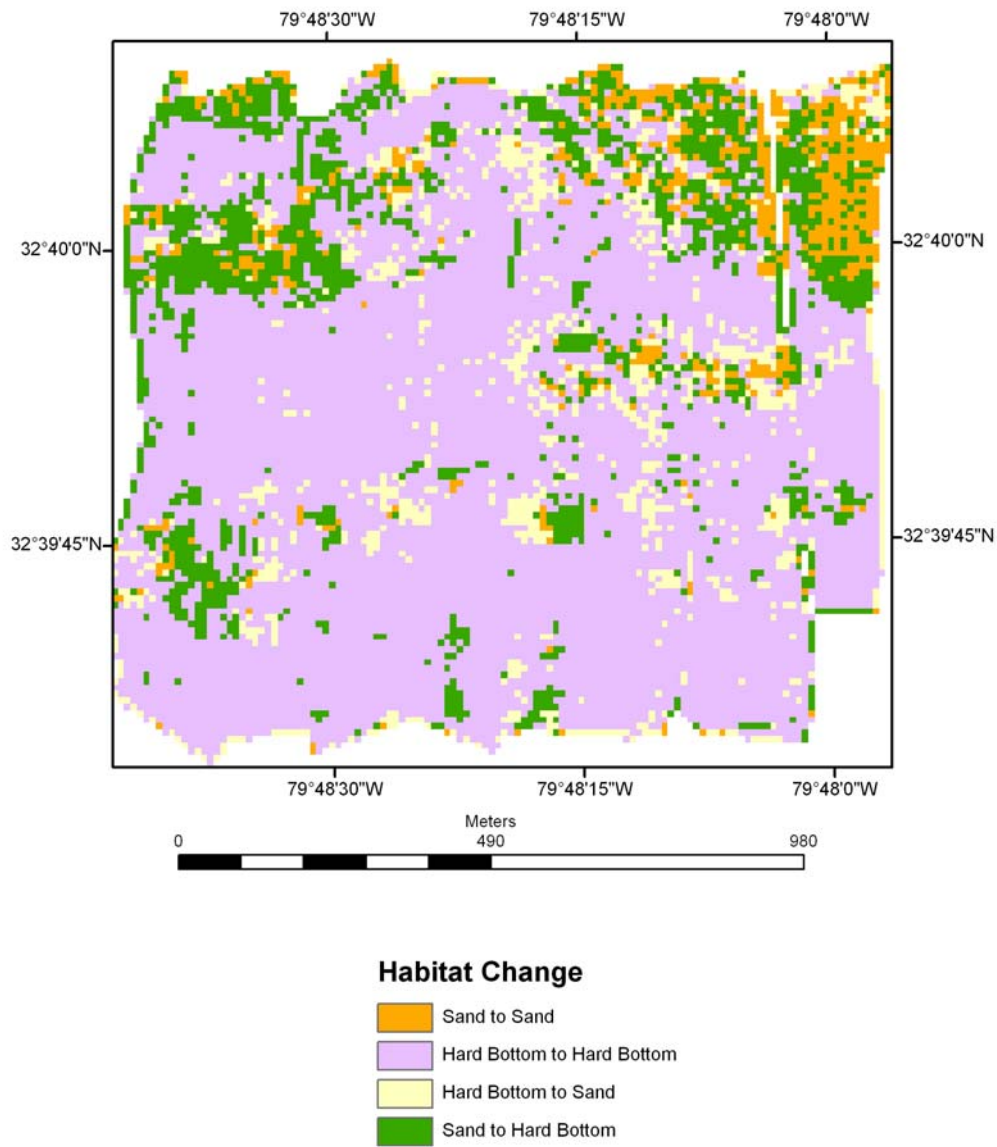 79°48'30"W 79°48'15"W 79°48'0"W
32°40'0"N 32°40'0"N
32°39'45"N 32°39'45"N
79°48'30"W 79°48'15"W 79°48'0"W
Meters
0 490 980
Habitat Change
Sand to Sand
Hard Bottom to Hard Bottom
Hard Bottom to Sand
Sand to Hard Bottom